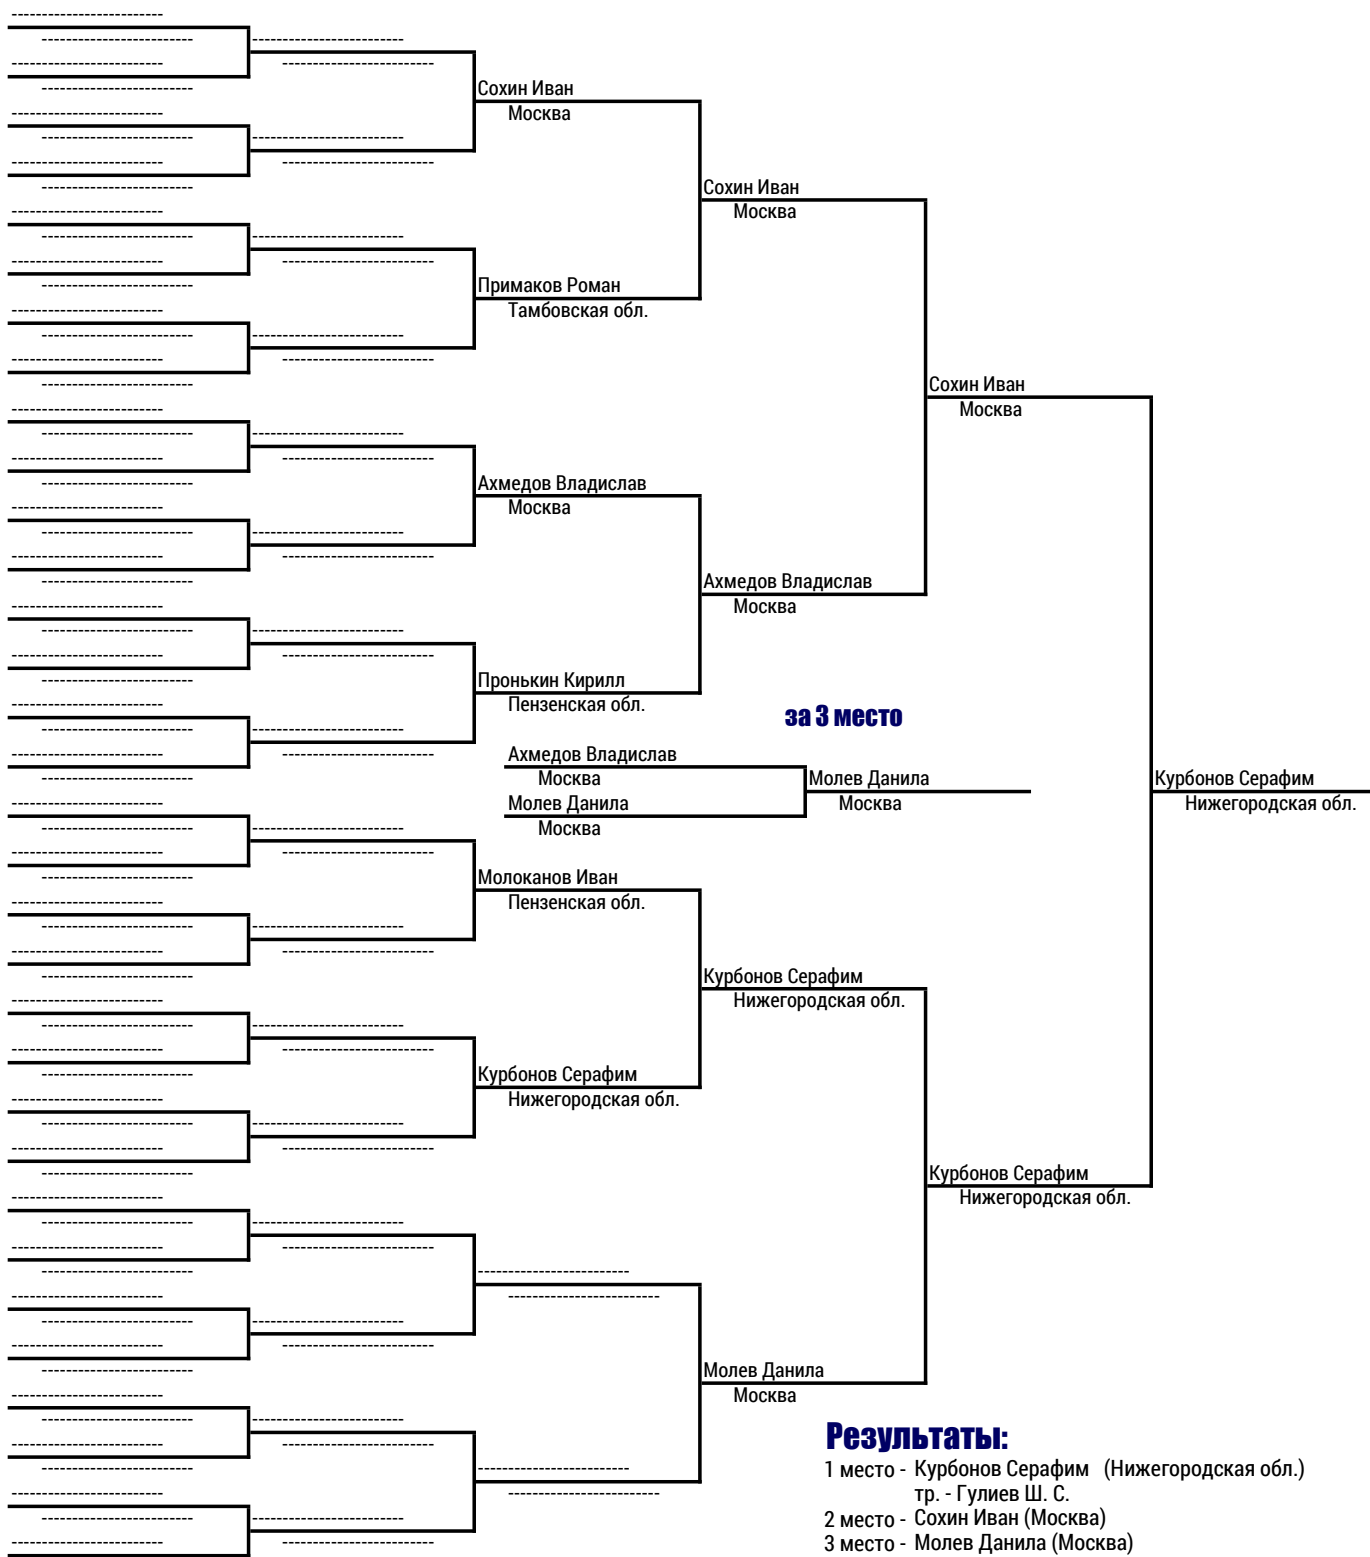 Сохин Иван
Москва
Сохин Иван
Москва
Примаков Роман
Тамбовская обл.
Сохин Иван
Москва
Ахмедов Владислав
Москва
Ахмедов Владислав
Москва
Пронькин Кирилл
Пензенская обл.
за 3 место
Ахмедов Владислав
Москва
Молев Данила
Москва
Молев Данила
Москва
Курбонов Серафим
Нижегородская обл.
Молоканов Иван
Пензенская обл.
Курбонов Серафим
Нижегородская обл.
Курбонов Серафим
Нижегородская обл.
Курбонов Серафим
Нижегородская обл.
Молев Данила
Москва
Результаты:
1 место - Курбонов Серафим (Нижегородская обл.)
тр. - Гулиев Ш. С.
2 место - Сохин Иван (Москва)
3 место - Молев Данила (Москва)